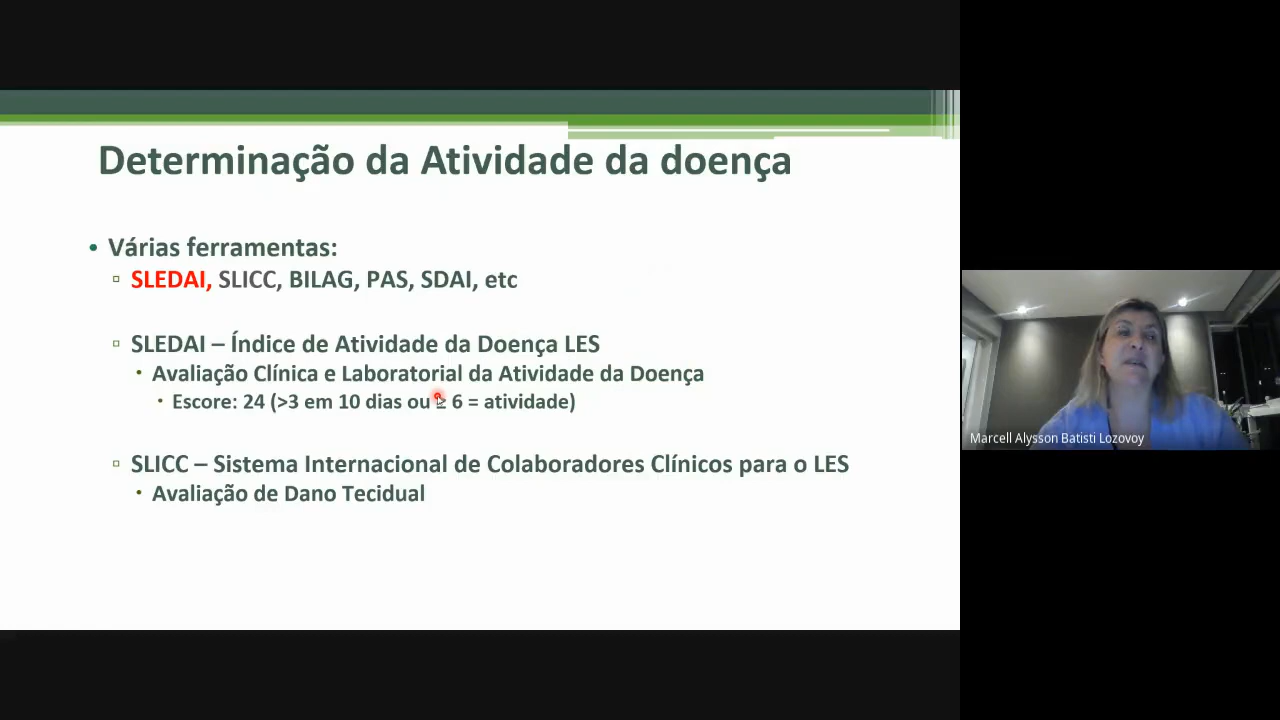 Determinação da Atividade da doença
• Várias ferramentas:
SLEDAI, SLICC, BILAG, PAS, SDAI, etc
SLEDAI – Índice de Atividade da Doença LES
• Avaliação Clínica e Laboratorial da Atividade da Doença
• Escore: 24 (>3 em 10 dias ou ≥ 6 = atividade)
SLICC – Sistema Internacional de Colaboradores Clínicos para o LES
• Avaliação de Dano Tecidual
Marcell Alysson Batisti Lozovoy